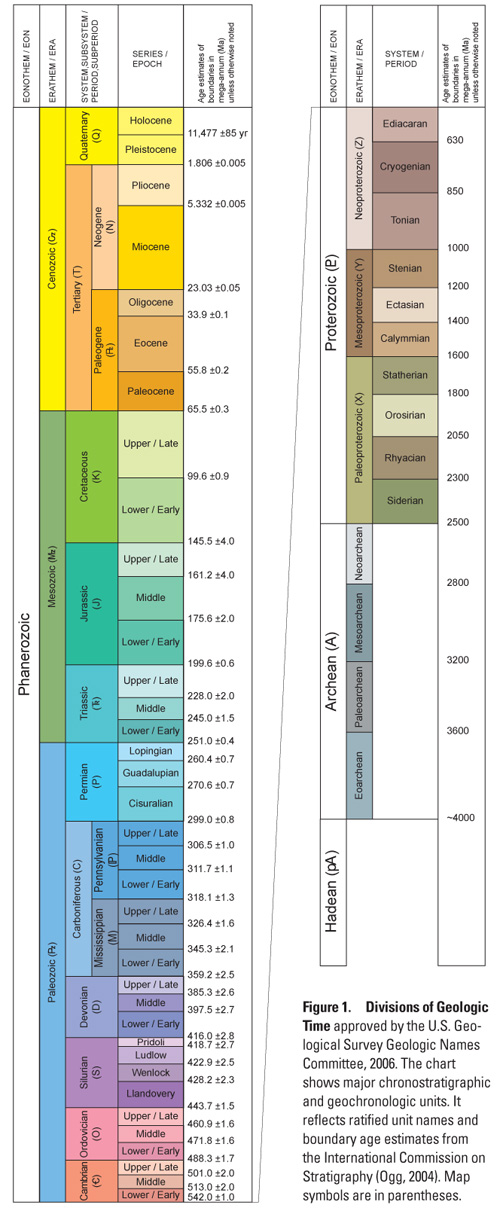 EONOTHEM / EON
ERATHEM / ERA
SYSTEM,SUBSYSTEM /
PERIOD,SUBPERIOD
SERIES /
EPOCH
Age estimates of
boundaries in
mega-annum (Ma)
unless otherwise noted
Phanerozoic
Cenozoic (Cz)
Quaternary
(Q)
Holocene
11,477 ±85 yr
Pleistocene
1.806 ±0.005
Tertiary (T)
Neogene
(N)
Pliocene
5.332 ±0.005
Miocene
23.03 ±0.05
Paleogene
(Pe)
Oligocene
33.9 ±0.1
Eocene
55.8 ±0.2
Paleocene
65.5 ±0.3
Mesozoic (Mz)
Cretaceous
(K)
Upper / Late
99.6 ±0.9
Lower / Early
145.5 ±4.0
Jurassic
(J)
Upper / Late
161.2 ±4.0
Middle
175.6 ±2.0
Lower / Early
199.6 ±0.6
Triassic
(Tr)
Upper / Late
228.0 ±2.0
Middle
245.0 ±1.5
Lower / Early
251.0 ±0.4
Paleozoic (Pz)
Permian
(P)
Lopingian
260.4 ±0.7
Guadalupian
270.6 ±0.7
Cisuralian
299.0 ±0.8
Carboniferous (C)
Pennsylvanian
(IP)
Upper / Late
306.5 ±1.0
Middle
311.7 ±1.1
Lower / Early
318.1 ±1.3
Mississippian
(M)
Upper / Late
326.4 ±1.6
Middle
345.3 ±2.1
Lower / Early
359.2 ±2.5
Devonian
(D)
Upper / Late
385.3 ±2.6
Middle
397.5 ±2.7
Lower / Early
416.0 ±2.8
Silurian
(S)
Pridoli
418.7 ±2.7
Ludlow
422.9 ±2.5
Wenlock
428.2 ±2.3
Llandovery
443.7 ±1.5
Ordovician
(O)
Upper / Late
460.9 ±1.6
Middle
471.8 ±1.6
Lower / Early
488.3 ±1.7
Cambrian
(Ꞓ)
Upper / Late
501.0 ±2.0
Middle
513.0 ±2.0
Lower / Early
542.0 ±1.0
EONOTHEM / EON
ERATHEM / ERA
SYSTEM /
PERIOD
Age estimates of
boundaries in
mega-annum (Ma)
unless otherwise noted
Proterozoic (P)
Neoproterozoic (Z)
Ediacaran
630
Cryogenian
850
Tonian
1000
Mesoproterozoic (Y)
Stenian
1200
Ectasian
1400
Calymmian
1600
Paleoproterozoic (X)
Statherian
1800
Orosirian
2050
Rhyacian
2300
Siderian
2500
Archean (A)
Neoarchean
2800
Mesoarchean
3200
Paleoarchean
3600
Eoarchean
~4000
Hadean (pA)
Figure 1. Divisions of Geologic
Time approved by the U.S. Geo-
logical Survey Geologic Names
Committee, 2006. The chart
shows major chronostratigraphic
and geochronologic units. It
reflects ratified unit names and
boundary age estimates from
the International Commission on
Stratigraphy (Ogg, 2004). Map
symbols are in parentheses.